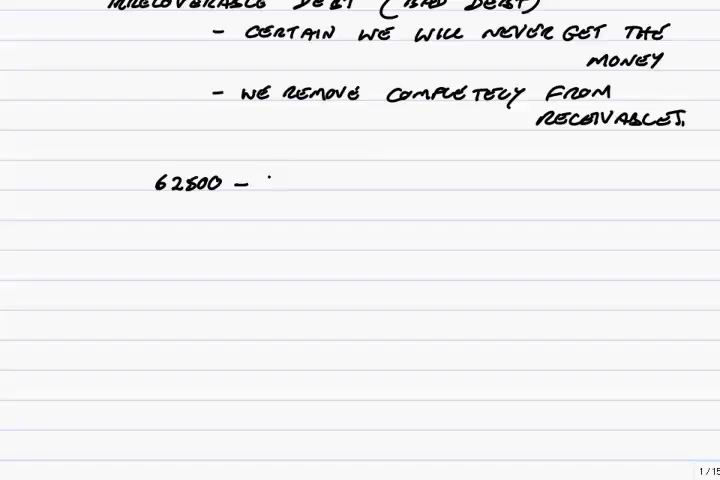 IRRECOVERABLE DEBT (BAD DEBT)
- CERTAIN WE WILL NEVER GET THE
MONEY
- WE REMOVE COMPLETELY FROM
RECEIVABLES.
62800 -
1 / 15